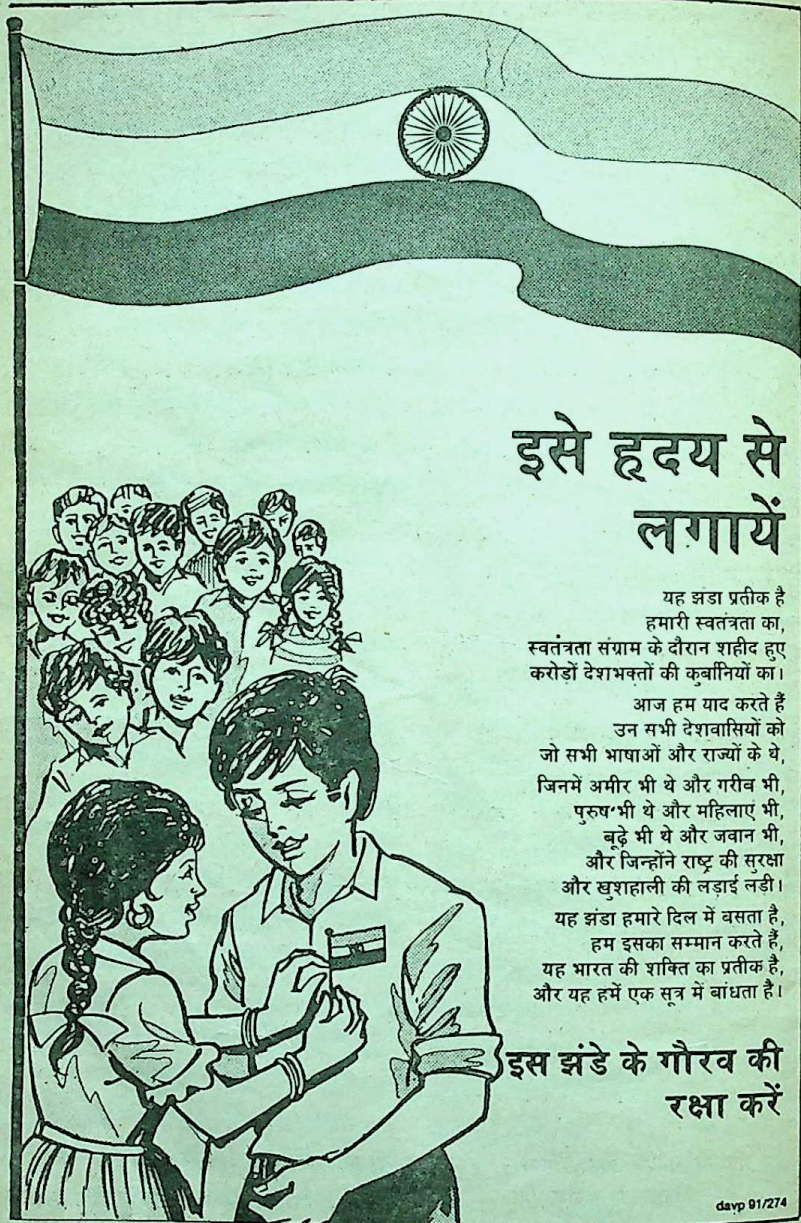 इसे हृदय से
लगायें
यह झंडा प्रतीक है
हमारी स्वतंत्रता का,
स्वतंत्रता संग्राम के दौरान शहीद हुए
करोड़ों देशभक्तों की कुर्बानियों का।
आज हम याद करते हैं
उन सभी देशवासियों को
जो सभी भाषाओं और राज्यों के थे,
जिनमें अमीर भी थे और गरीब भी,
पुरुष भी थे और महिलाएं भी,
बूढ़े भी थे और जवान भी,
और जिन्होंने राष्ट्र की सुरक्षा
और खुशहाली की लड़ाई लड़ी।
यह झंडा हमारे दिल में बसता है,
हम इसका सम्मान करते हैं,
यह भारत की शक्ति का प्रतीक है,
और यह हमें एक सूत्र में बांधता है।
इस झंडे के गौरव की
रक्षा करें
davp 91/274